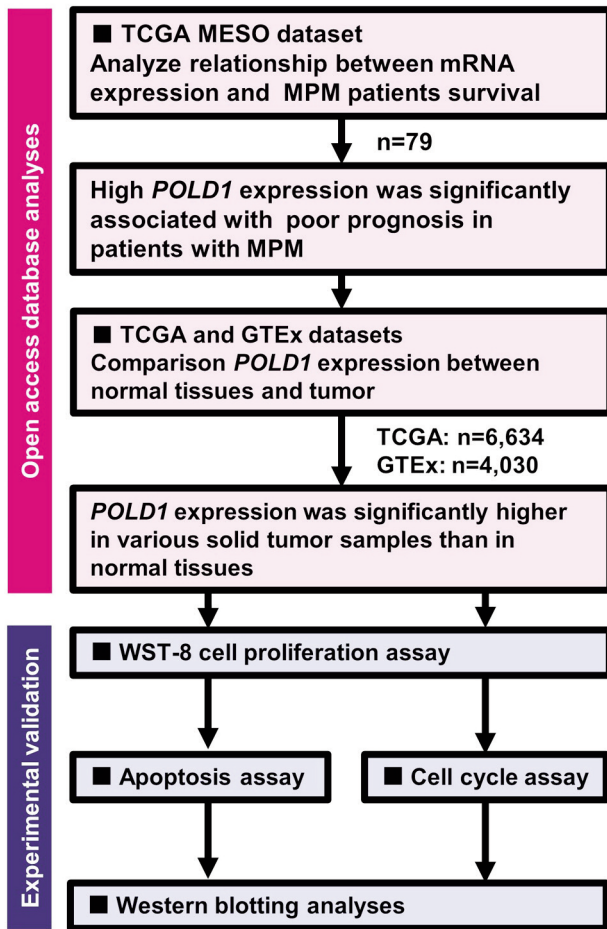 Open access database analyses
■ TCGA MESO dataset
Analyze relationship between mRNA
expression and MPM patients survival
n=79
High POLD1 expression was significantly
associated with poor prognosis in
patients with MPM
■ TCGA and GTEx datasets
Comparison POLD1 expression between
normal tissues and tumor
TCGA: n=6,634
GTEx: n=4,030
POLD1 expression was significantly higher
in various solid tumor samples than in
normal tissues
Experimental validation
■ WST-8 cell proliferation assay
■ Apoptosis assay
■ Cell cycle assay
■ Western blotting analyses